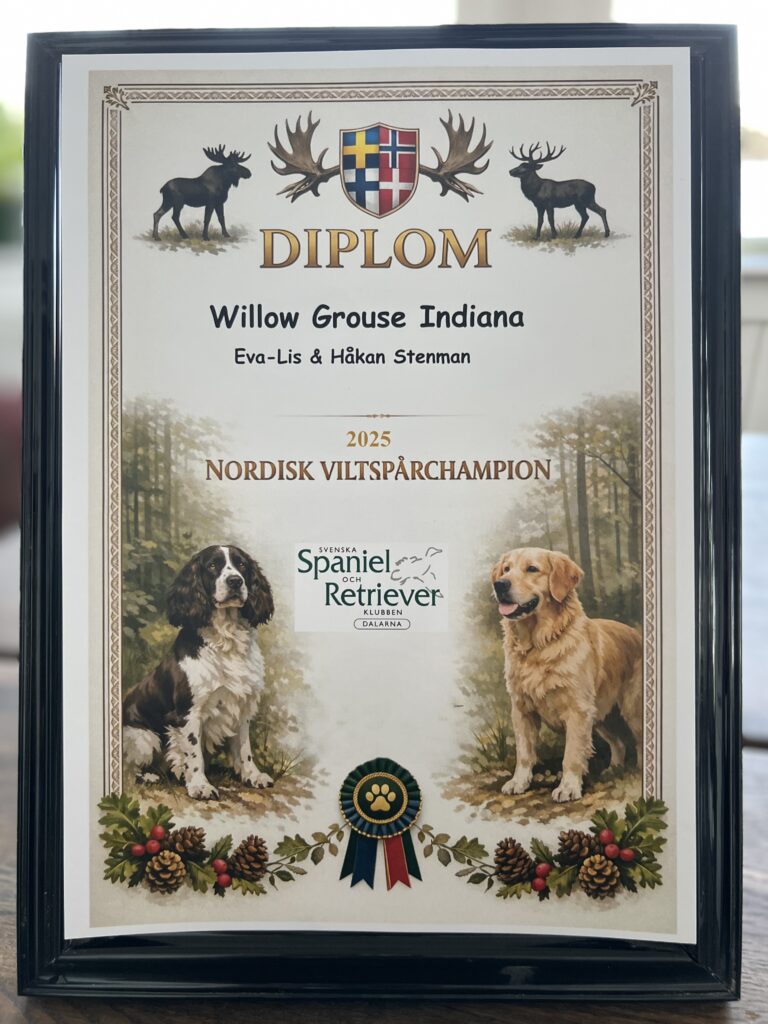 DIPLOM
Willow Grouse Indiana
Eva-Lis & Håkan Stenman
2025
NORDISK VILTSPÅRCHAMPION
SVENSKA
Spaniel
OCH
Retriever
KLUBBEN
DALARNA